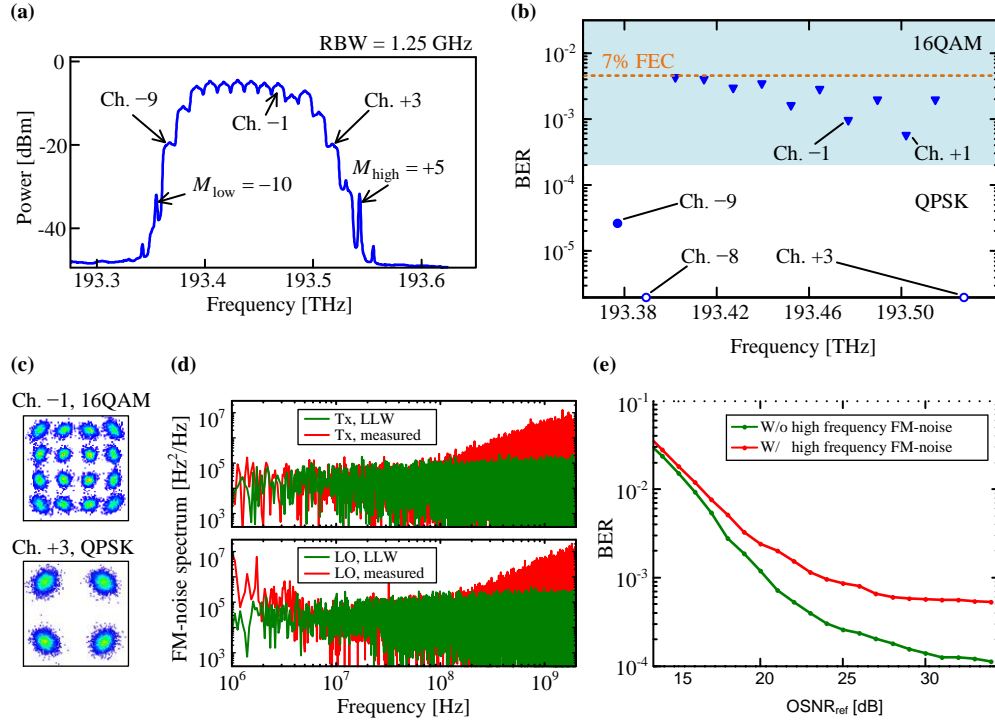 (a)
RBW = 1.25 GHz
0
−20
−40
Power [dBm]
Ch. −9
Ch. −1
Ch. +3
M_low = −10
M_high = +5
193.3
193.4
193.5
193.6
Frequency [THz]
(b)
10^−2
10^−3
10^−4
10^−5
BER
16QAM
7% FEC
Ch. −1
Ch. +1
QPSK
Ch. −9
Ch. −8
Ch. +3
193.38
193.42
193.46
193.50
Frequency [THz]
(c)
Ch. −1, 16QAM
Ch. +3, QPSK
(d)
FM-noise spectrum [Hz²/Hz]
10^7
10^5
10^3
Tx, LLW
Tx, measured
10^7
10^5
10^3
LO, LLW
LO, measured
10^6
10^7
10^8
10^9
Frequency [Hz]
(e)
10^−1
10^−2
10^−3
10^−4
BER
W/o high frequency FM-noise
W/ high frequency FM-noise
15
20
25
30
OSNR_ref [dB]